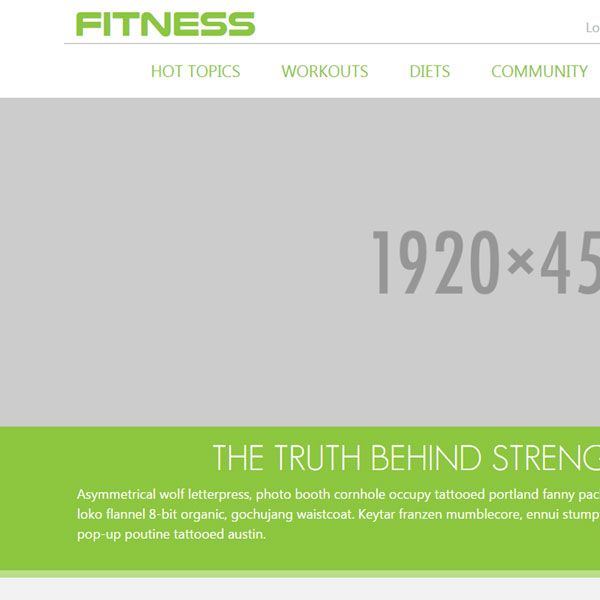 FITNESS
Lo
HOT TOPICS WORKOUTS DIETS COMMUNITY
1920×45
THE TRUTH BEHIND STRENG
Asymmetrical wolf letterpress, photo booth cornhole occupy tattooed portland fanny pac
loko flannel 8-bit organic, gochujang waistcoat. Keytar franzen mumblecore, ennui stump
pop-up poutine tattooed austin.